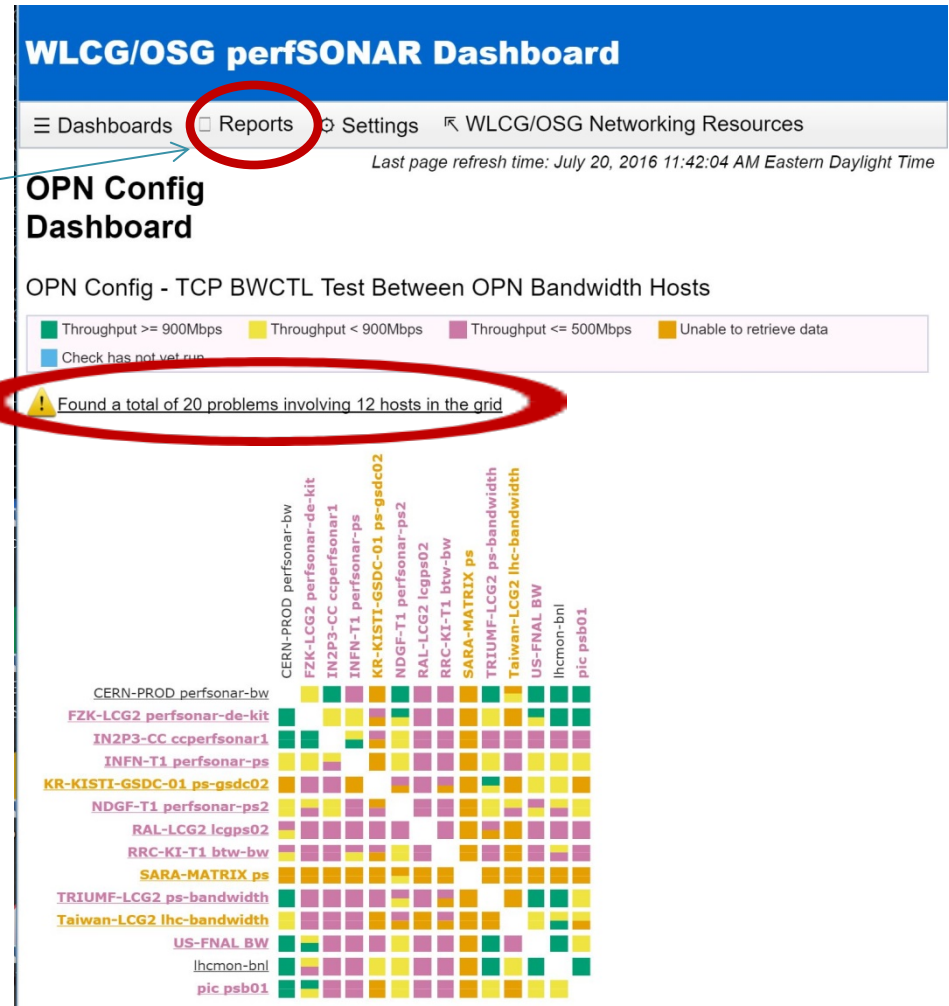 WLCG/OSG perfSONAR Dashboard
☰ Dashboards Reports ⚙ Settings ⇱ WLCG/OSG Networking Resources
Last page refresh time: July 20, 2016 11:42:04 AM Eastern Daylight Time
OPN Config
Dashboard
OPN Config - TCP BWCTL Test Between OPN Bandwidth Hosts
Throughput >= 900Mbps Throughput < 900Mbps Throughput <= 500Mbps Unable to retrieve data
Check has not yet run
Found a total of 20 problems involving 12 hosts in the grid
CERN-PROD perfsonar-bw
FZK-LCG2 perfsonar-de-kit
IN2P3-CC ccperfsonar1
INFN-T1 perfsonar-ps
KR-KISTI-GSDC-01 ps-gsdc02
NDGF-T1 perfsonar-ps2
RAL-LCG2 lcgps02
RRC-KI-T1 btw-bw
SARA-MATRIX ps
TRIUMF-LCG2 ps-bandwidth
Taiwan-LCG2 lhc-bandwidth
US-FNAL BW
lhcmon-bnl
pic psb01
CERN-PROD perfsonar-bw
FZK-LCG2 perfsonar-de-kit
IN2P3-CC ccperfsonar1
INFN-T1 perfsonar-ps
KR-KISTI-GSDC-01 ps-gsdc02
NDGF-T1 perfsonar-ps2
RAL-LCG2 lcgps02
RRC-KI-T1 btw-bw
SARA-MATRIX ps
TRIUMF-LCG2 ps-bandwidth
Taiwan-LCG2 lhc-bandwidth
US-FNAL BW
lhcmon-bnl
pic psb01